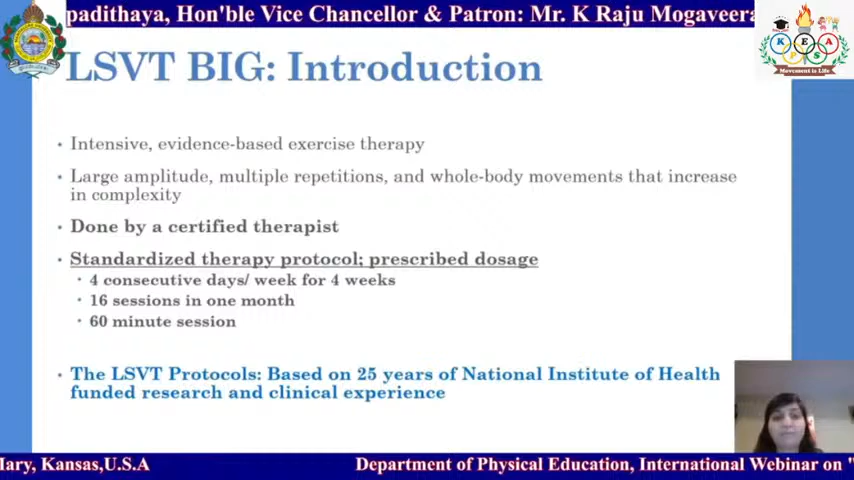 padithaya, Hon'ble Vice Chancellor & Patron: Mr. K Raju Mogaveera
LSVT BIG: Introduction
K E A
P S
Movement is Life
• Intensive, evidence-based exercise therapy
• Large amplitude, multiple repetitions, and whole-body movements that increase
in complexity
• Done by a certified therapist
• Standardized therapy protocol; prescribed dosage
• 4 consecutive days/ week for 4 weeks
• 16 sessions in one month
• 60 minute session
• The LSVT Protocols: Based on 25 years of National Institute of Health
funded research and clinical experience
Mary, Kansas,U.S.A
Department of Physical Education, International Webinar on "